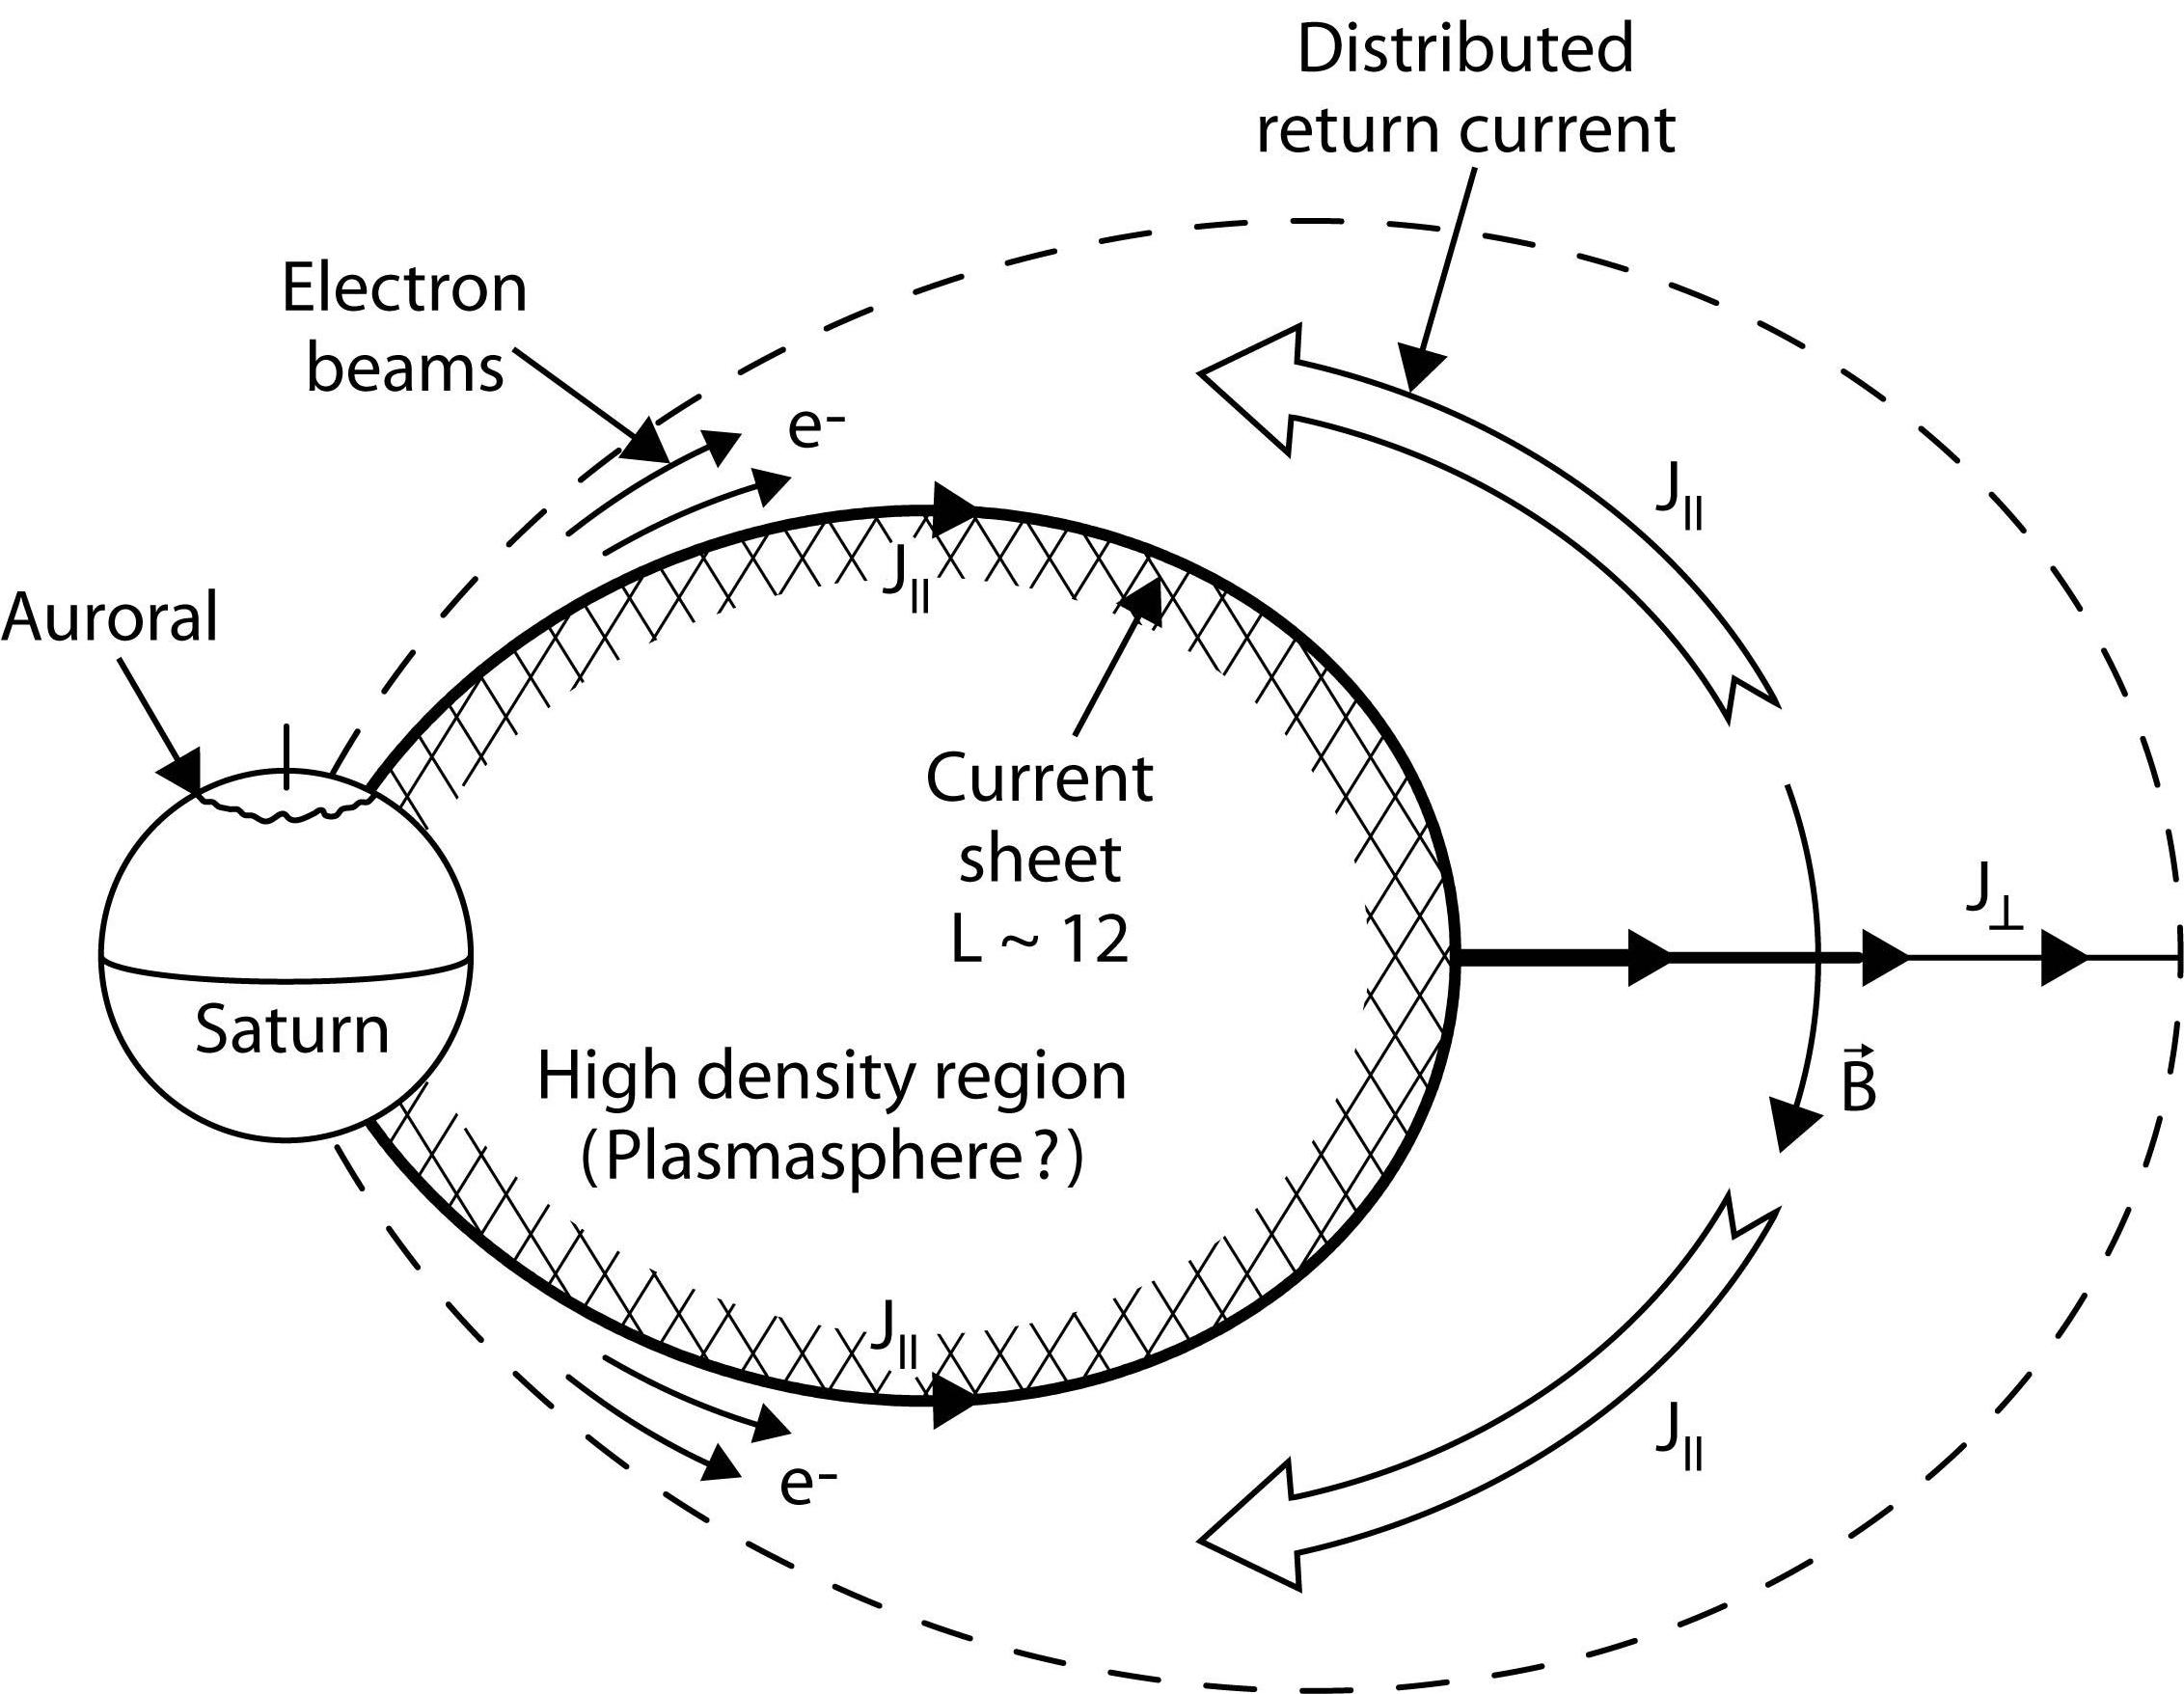 Distributed
return current
Electron
beams
e-
J||
Auroral
J||
Current
sheet
L ~ 12
J⊥
Saturn
High density region
(Plasmasphere ?)
B⃗
J||
J||
e-